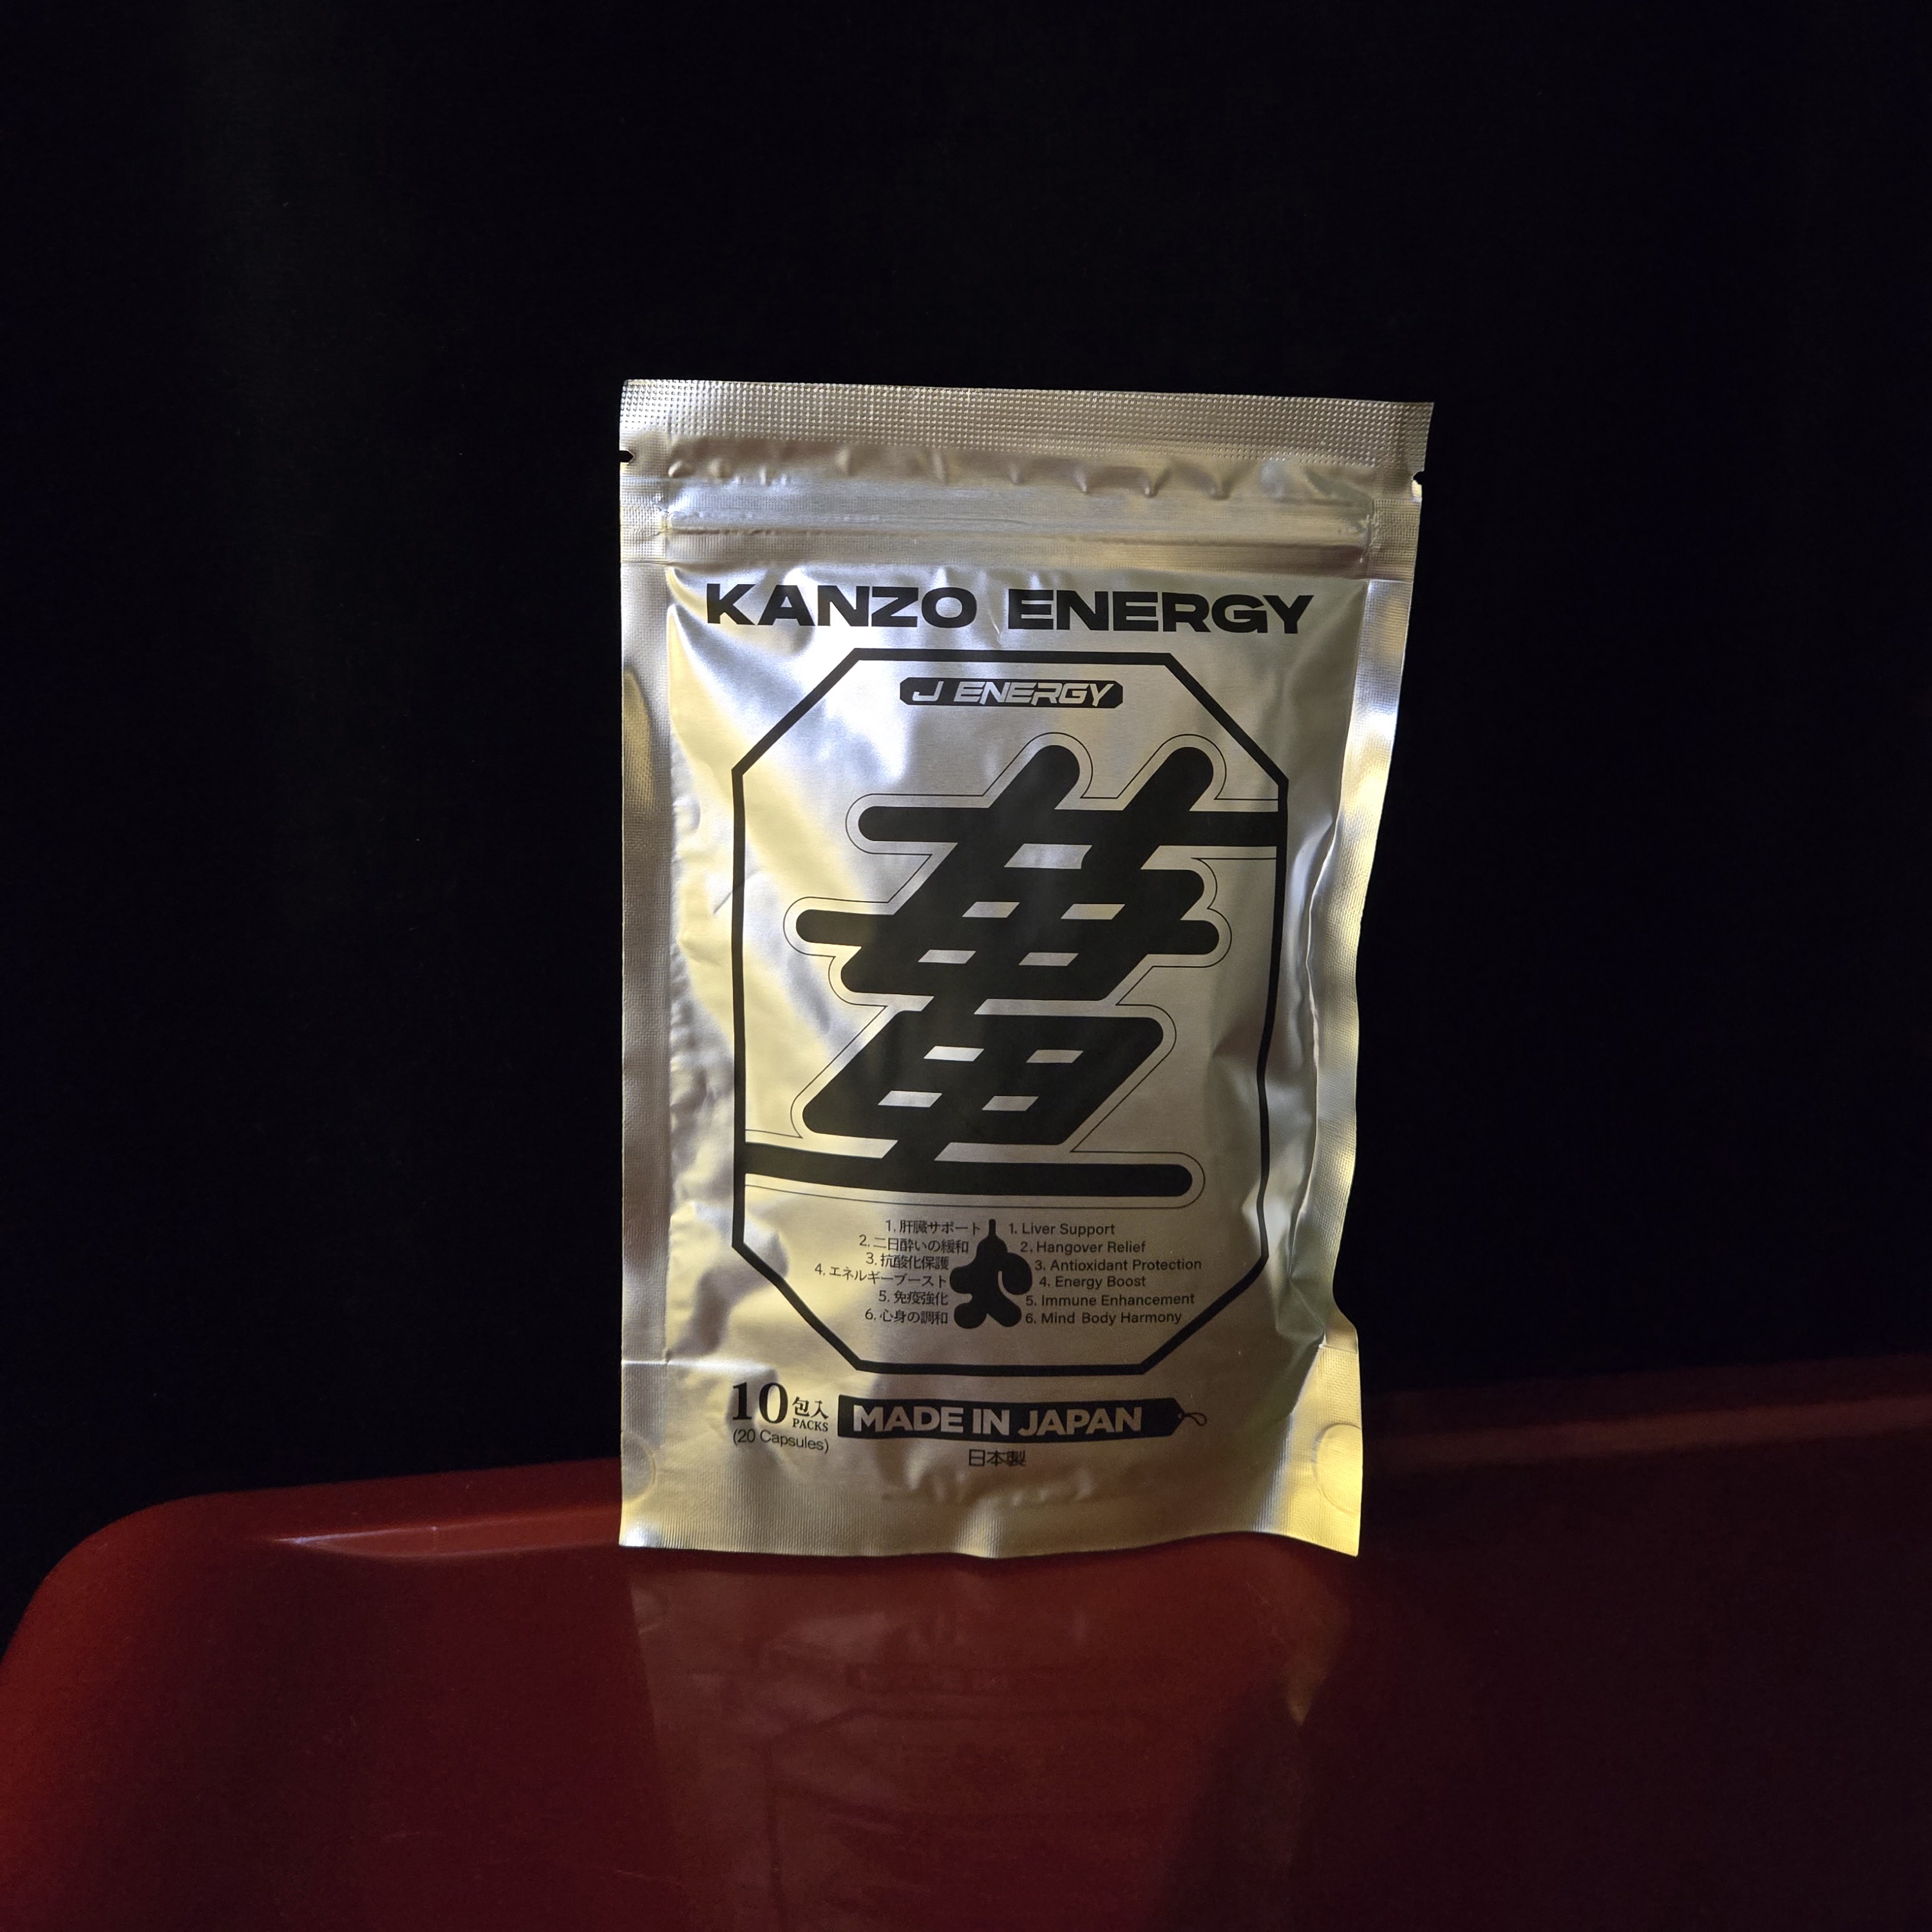 KANZO ENERGY
J ENERGY
1. 肝臓サポート
2. 二日酔いの緩和
3. 抗酸化保護
4. エネルギーブースト
5. 免疫強化
6. 心身の調和
1. Liver Support
2. Hangover Relief
3. Antioxidant Protection
4. Energy Boost
5. Immune Enhancement
6. Mind Body Harmony
10包入
PACKS
(20 Capsules)
MADE IN JAPAN
日本製